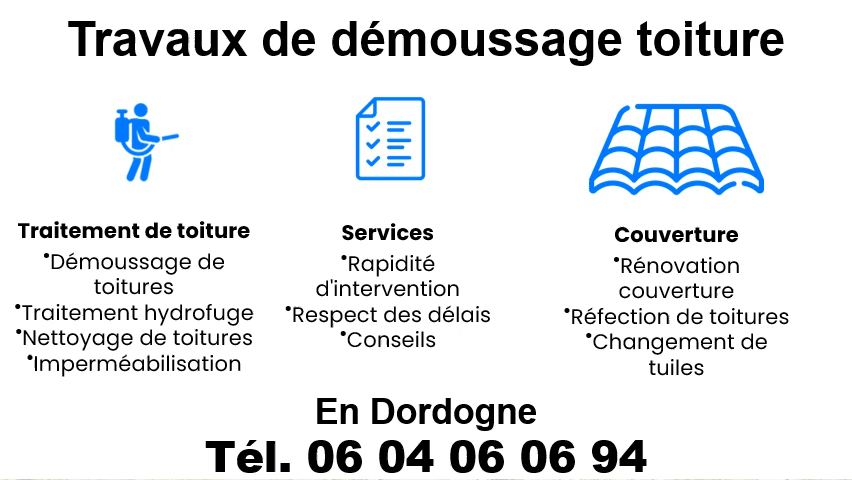 Travaux de démoussage toiture
Traitement de toiture
•Démoussage de
toitures
•Traitement hydrofuge
•Nettoyage de toitures
•Imperméabilisation
Services
•Rapidité
d'intervention
•Respect des délais
•Conseils
Couverture
•Rénovation
couverture
•Réfection de toitures
•Changement de
tuiles
En Dordogne
Tél. 06 04 06 06 94